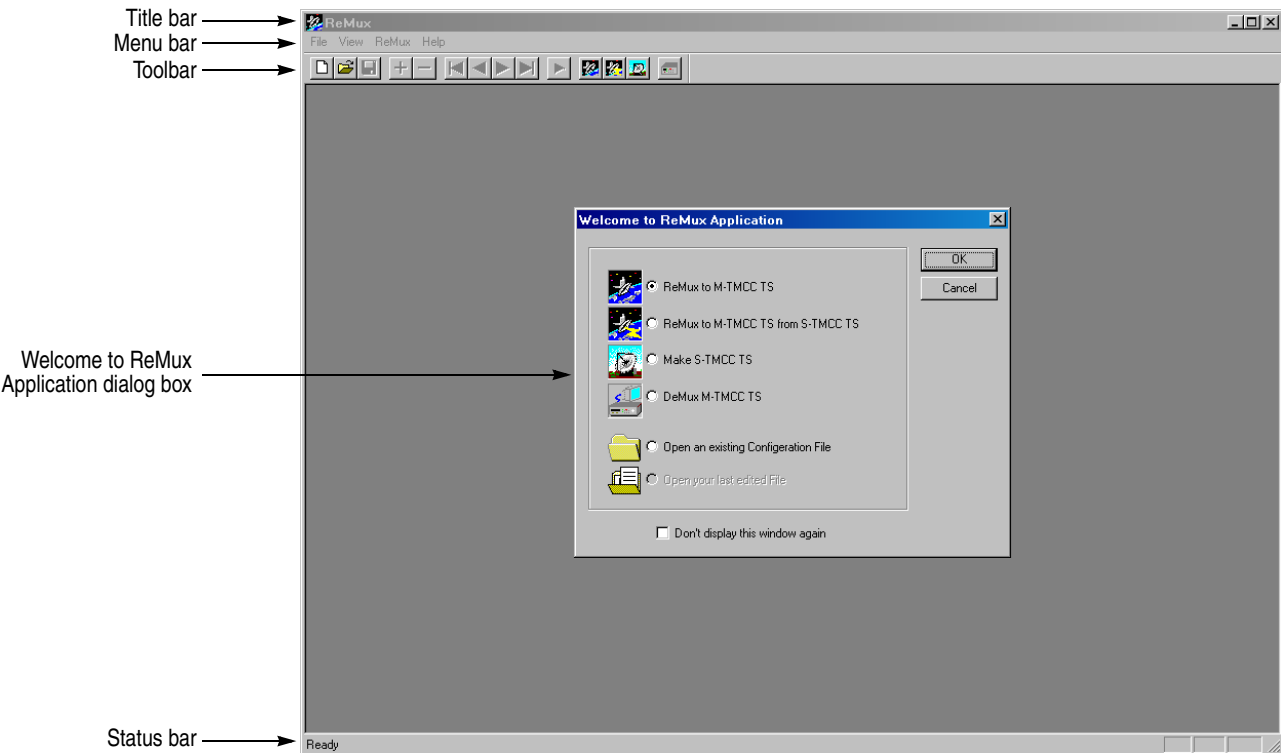 Title bar
ReMux
Menu bar
File View ReMux Help
Toolbar
Welcome to ReMux Application
OK
Cancel
ReMux to M-TMCC TS
ReMux to M-TMCC TS from S-TMCC TS
Make S-TMCC TS
DeMux M-TMCC TS
Open an existing Configeration File
Open your last edited File
Don't display this window again
Welcome to ReMux
Application dialog box
Status bar
Ready